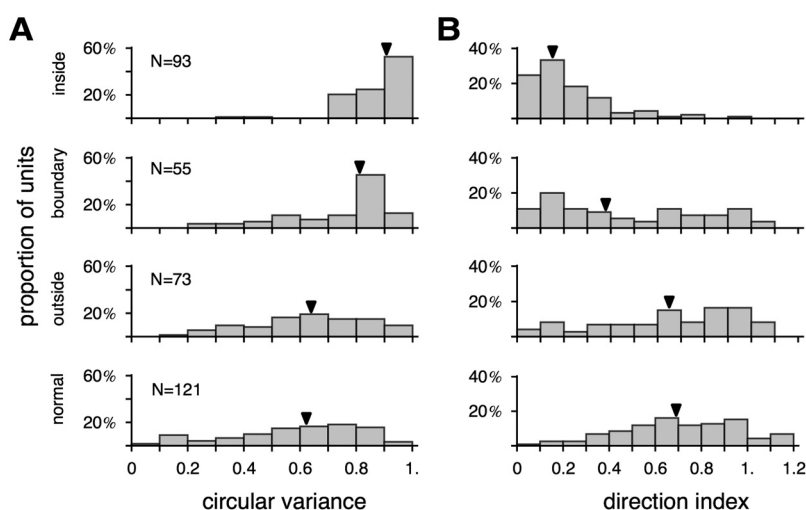 A
B
proportion of units
inside
60%
20%
N=93
40%
20%
boundary
60%
20%
N=55
40%
20%
outside
60%
20%
N=73
40%
20%
normal
60%
20%
N=121
40%
20%
0 0.2 0.4 0.6 0.8 1.
0 0.2 0.4 0.6 0.8 1. 1.2
circular variance
direction index